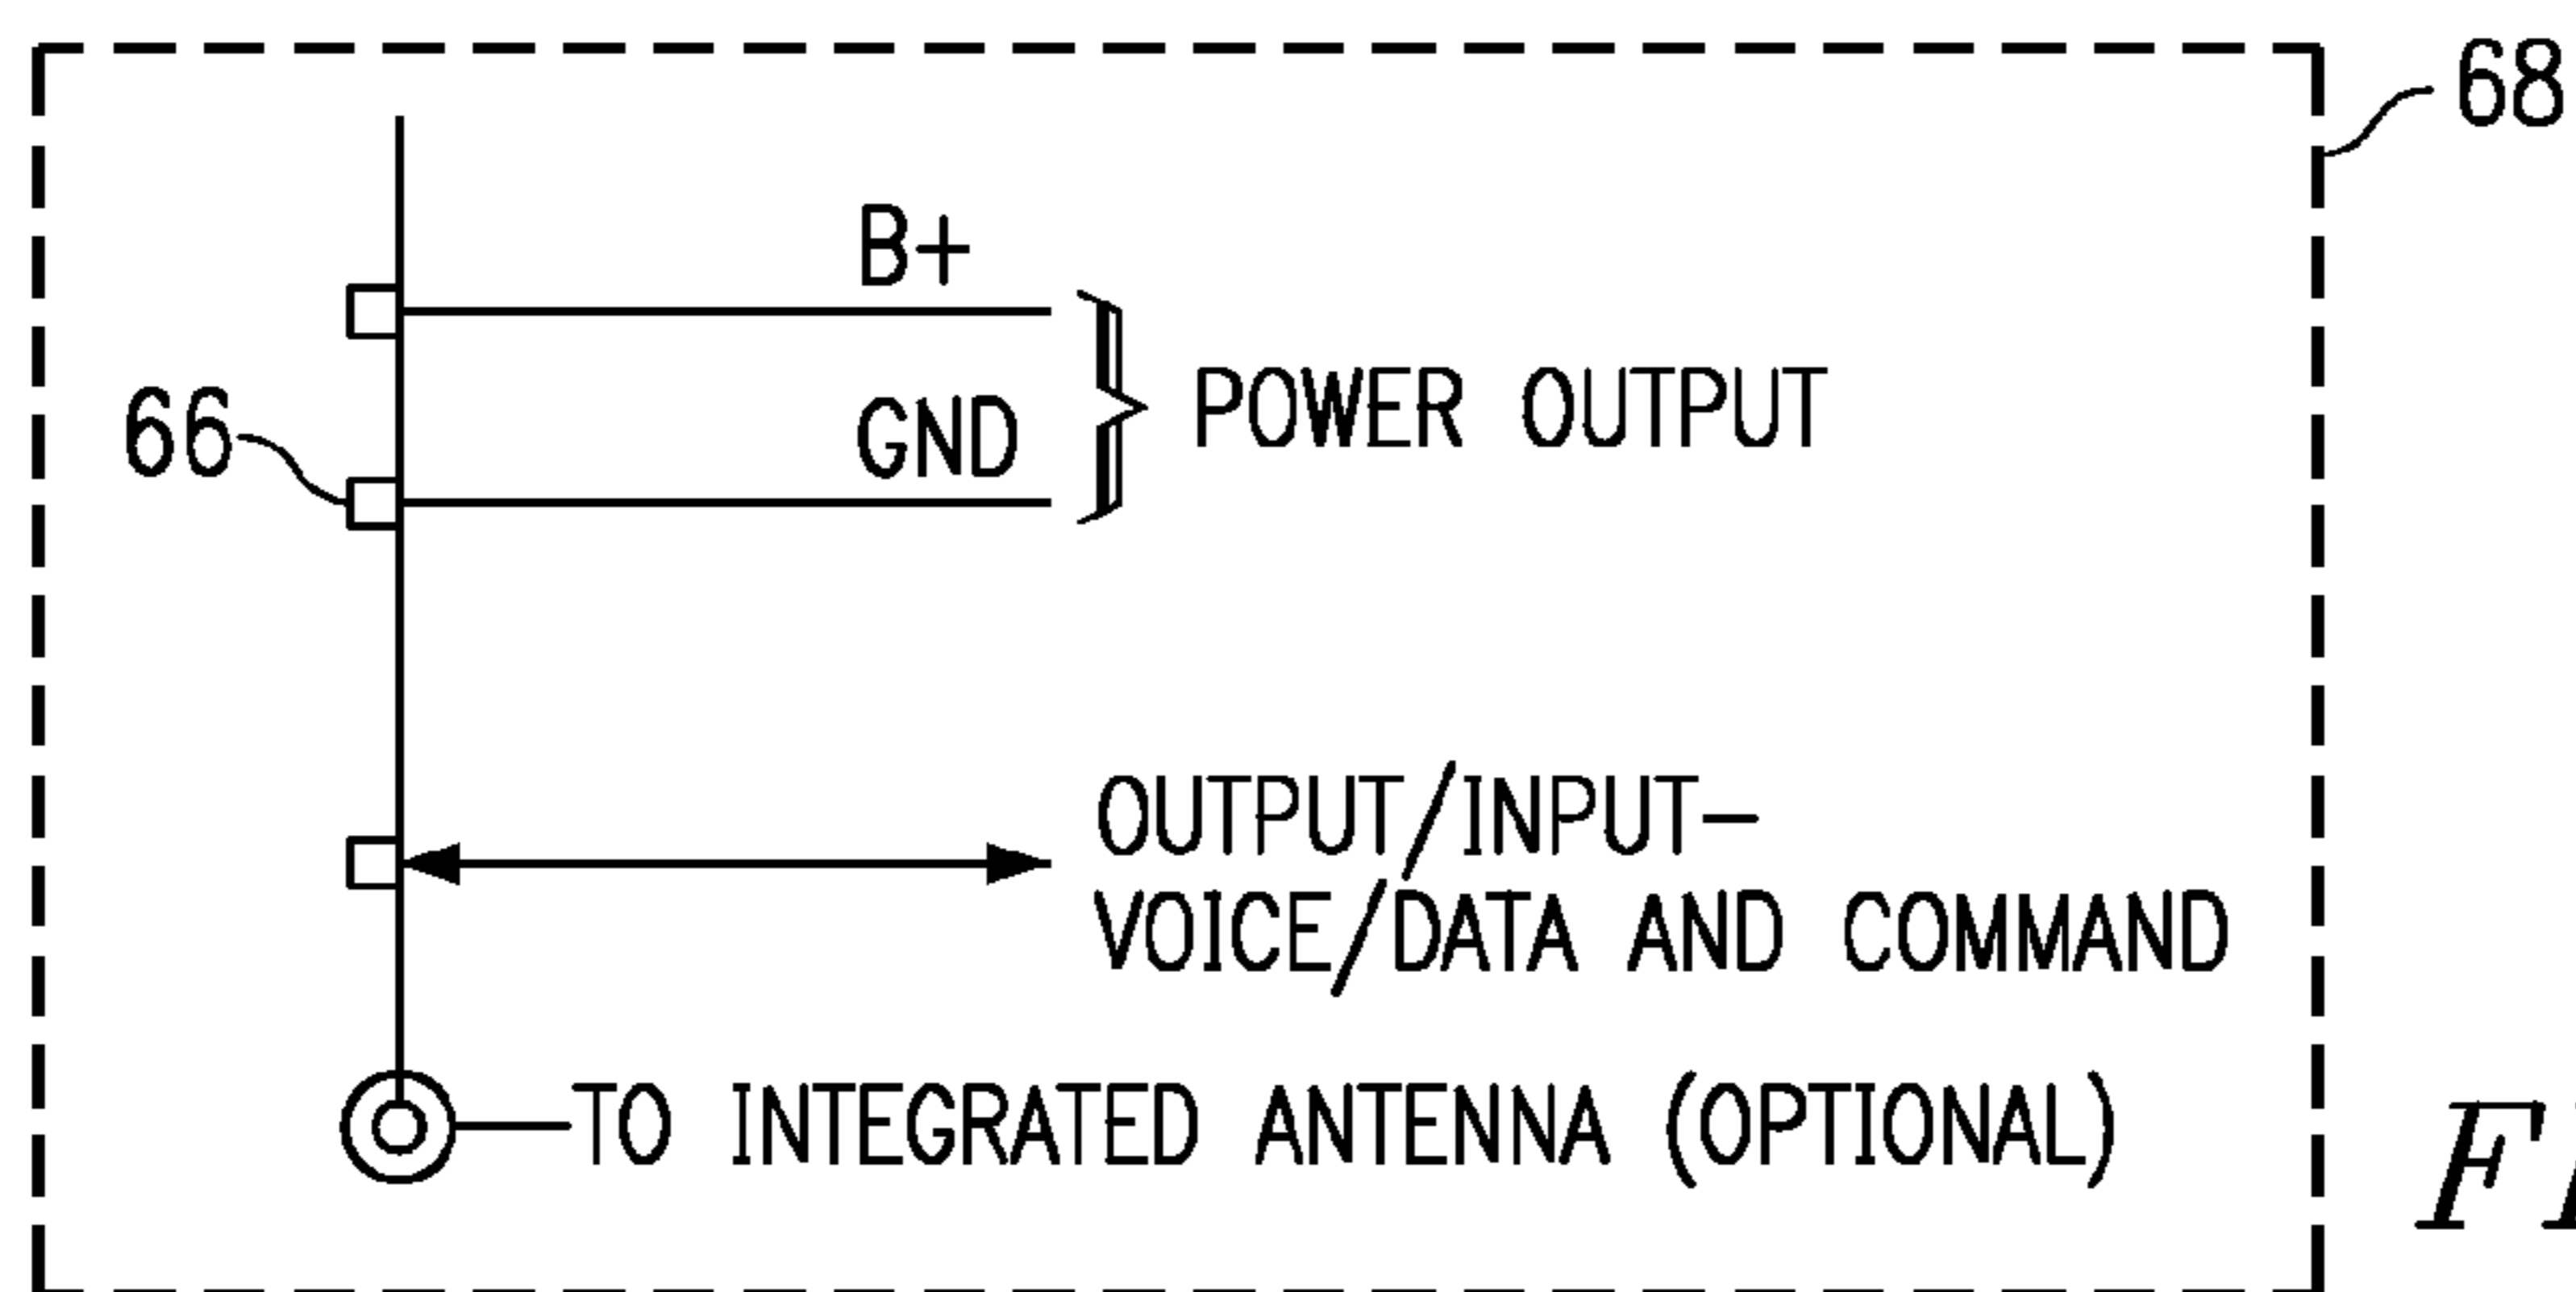 68
B+
66
GND
POWER OUTPUT
OUTPUT/INPUT-
VOICE/DATA AND COMMAND
TO INTEGRATED ANTENNA (OPTIONAL)